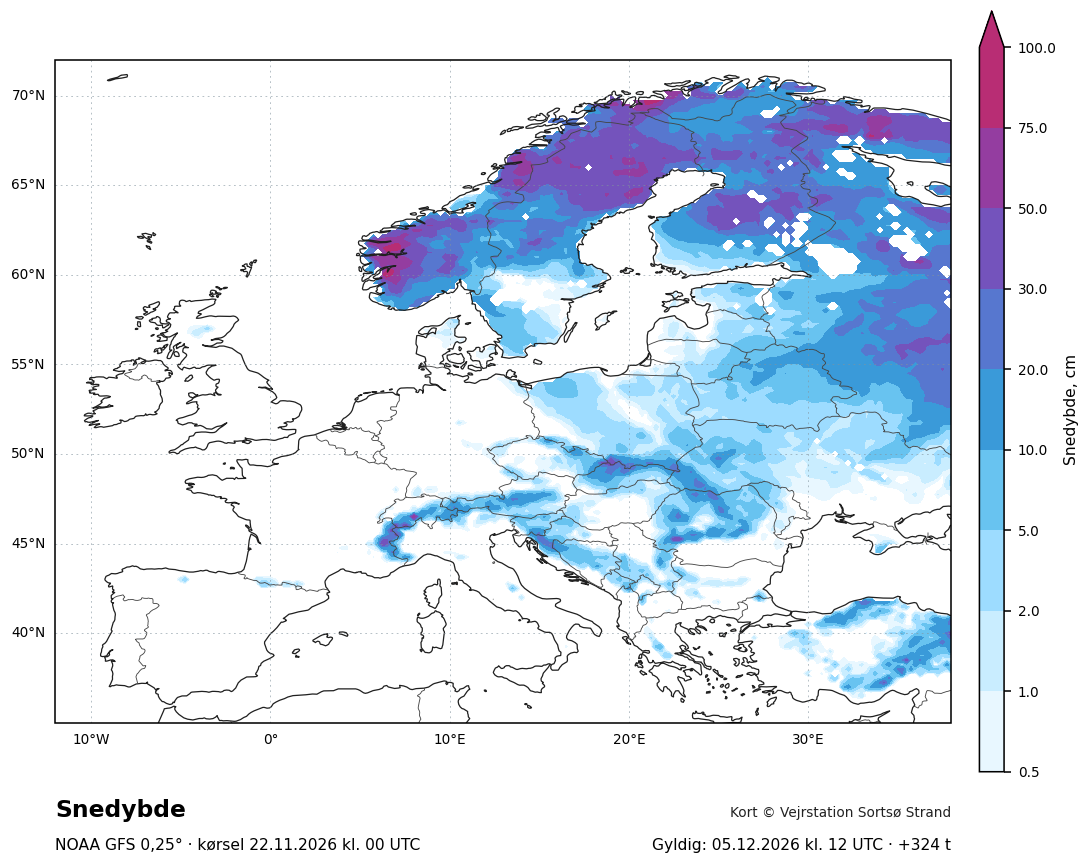 100.0
75.0
50.0
30.0
20.0
10.0
5.0
2.0
1.0
0.5
Snedybde, cm
70°N
65°N
60°N
55°N
50°N
45°N
40°N
10°W
0°
10°E
20°E
30°E
Snedybde
Kort © Vejrstation Sortsø Strand
NOAA GFS 0,25° · kørsel 22.11.2026 kl. 00 UTC
Gyldig: 05.12.2026 kl. 12 UTC · +324 t